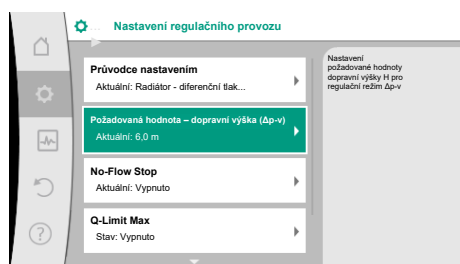 Nastavení regulačního provozu
Průvodce nastavením
Aktuální: Radiátor - diferenční tlak...
Požadovaná hodnota – dopravní výška (Δp-v)
Aktuální: 6,0 m
No-Flow Stop
Aktuální: Vypnuto
Q-Limit Max
Stav: Vypnuto
Nastavení
požadované hodnoty
dopravní výšky H pro
regulační režim Δp-v